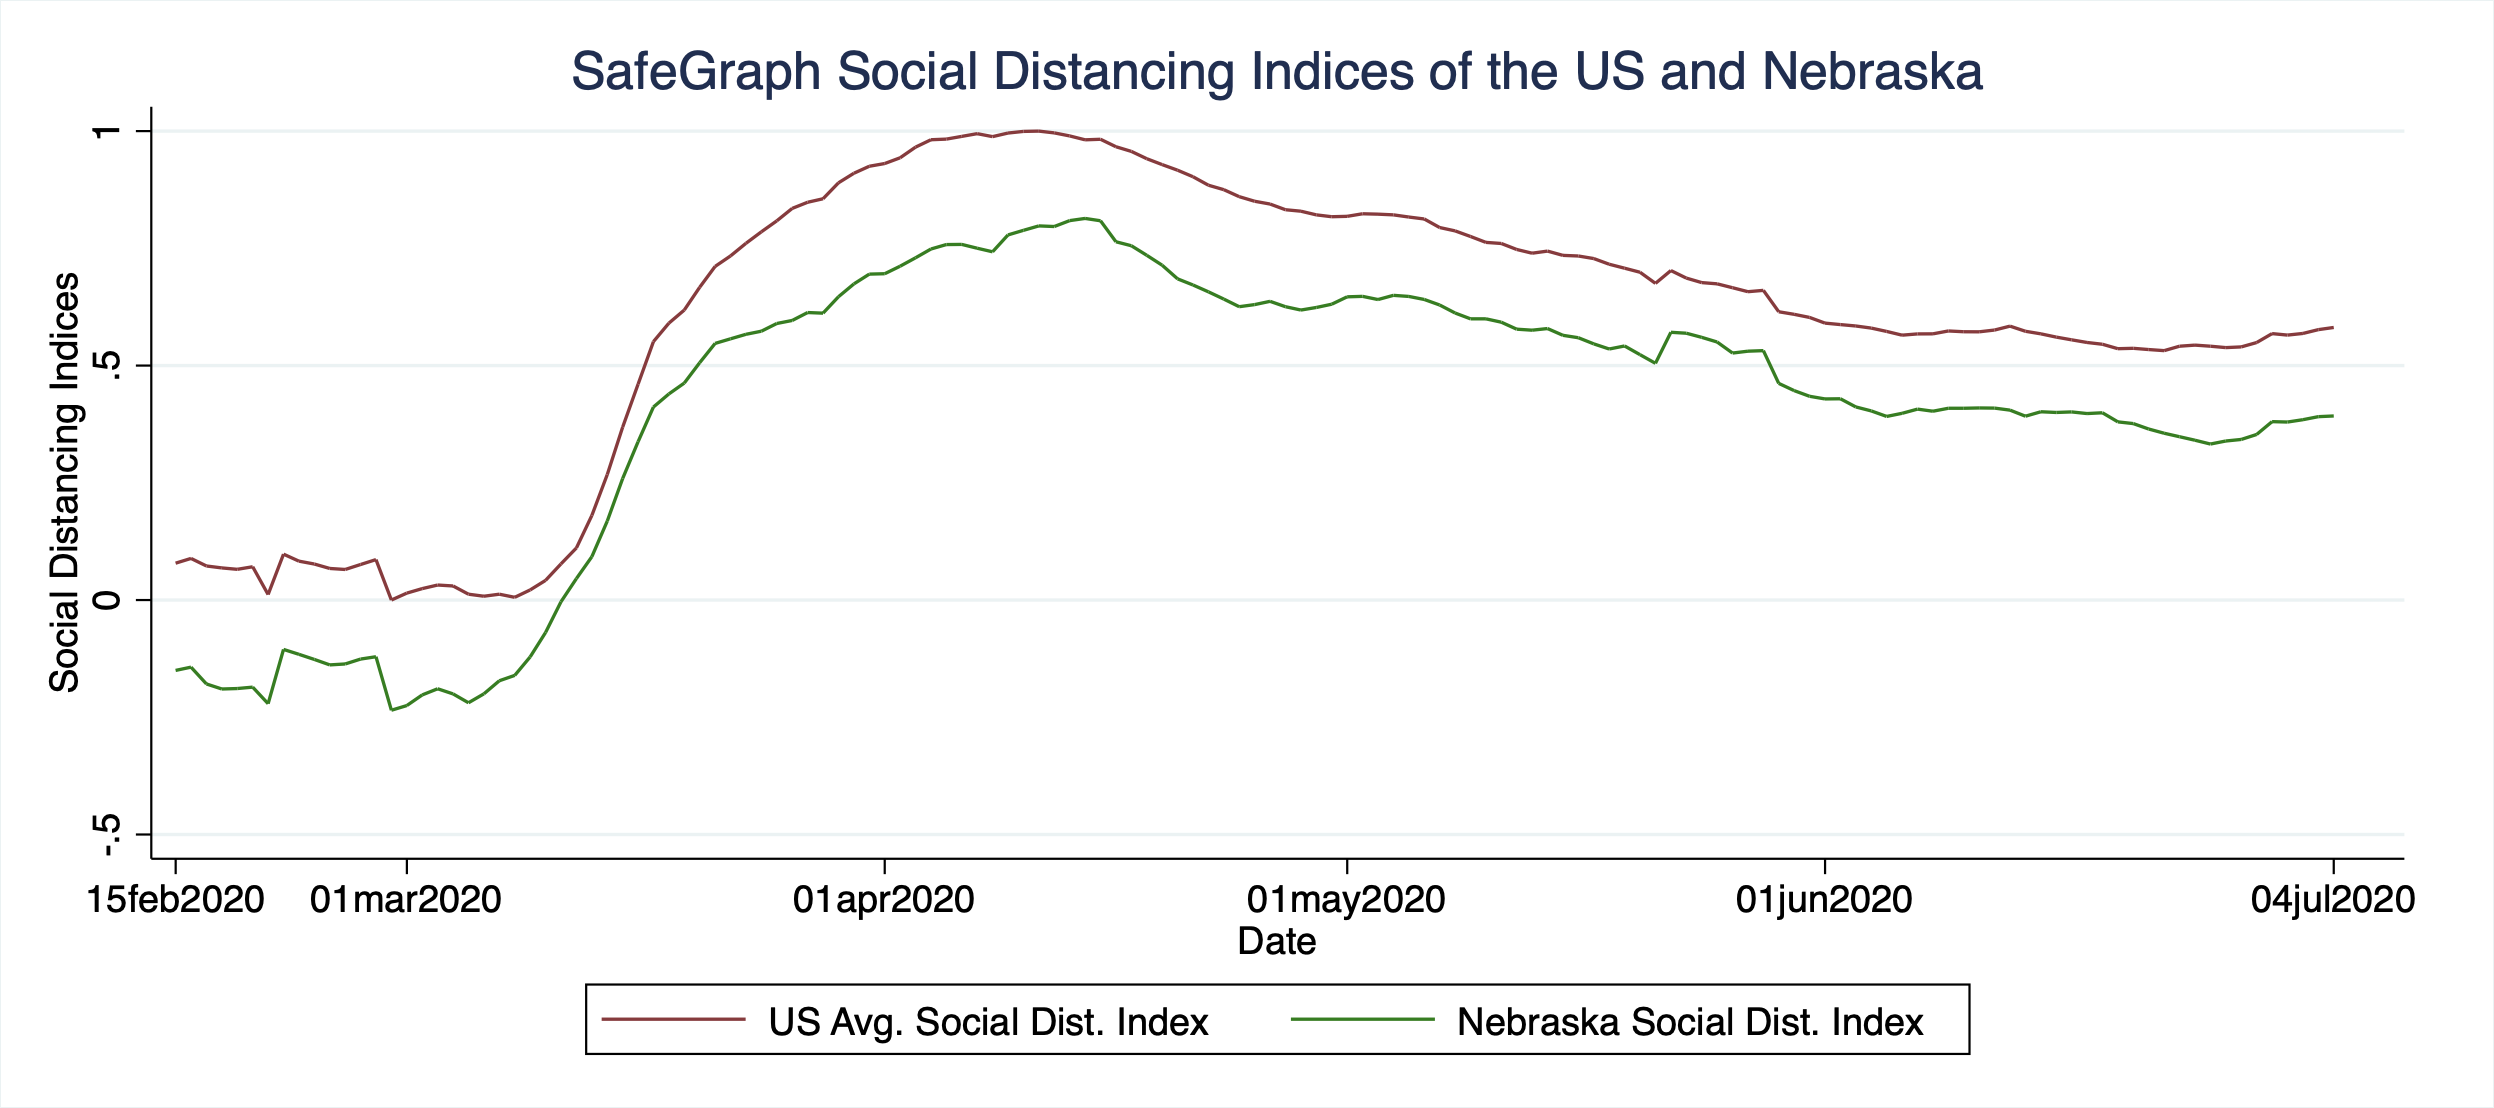 SafeGraph Social Distancing Indices of the US and Nebraska
Social Distancing Indices
1
.5
0
-.5
15feb2020 01mar2020 01apr2020 01may2020 01jun2020 04jul2020
Date
US Avg. Social Dist. Index Nebraska Social Dist. Index